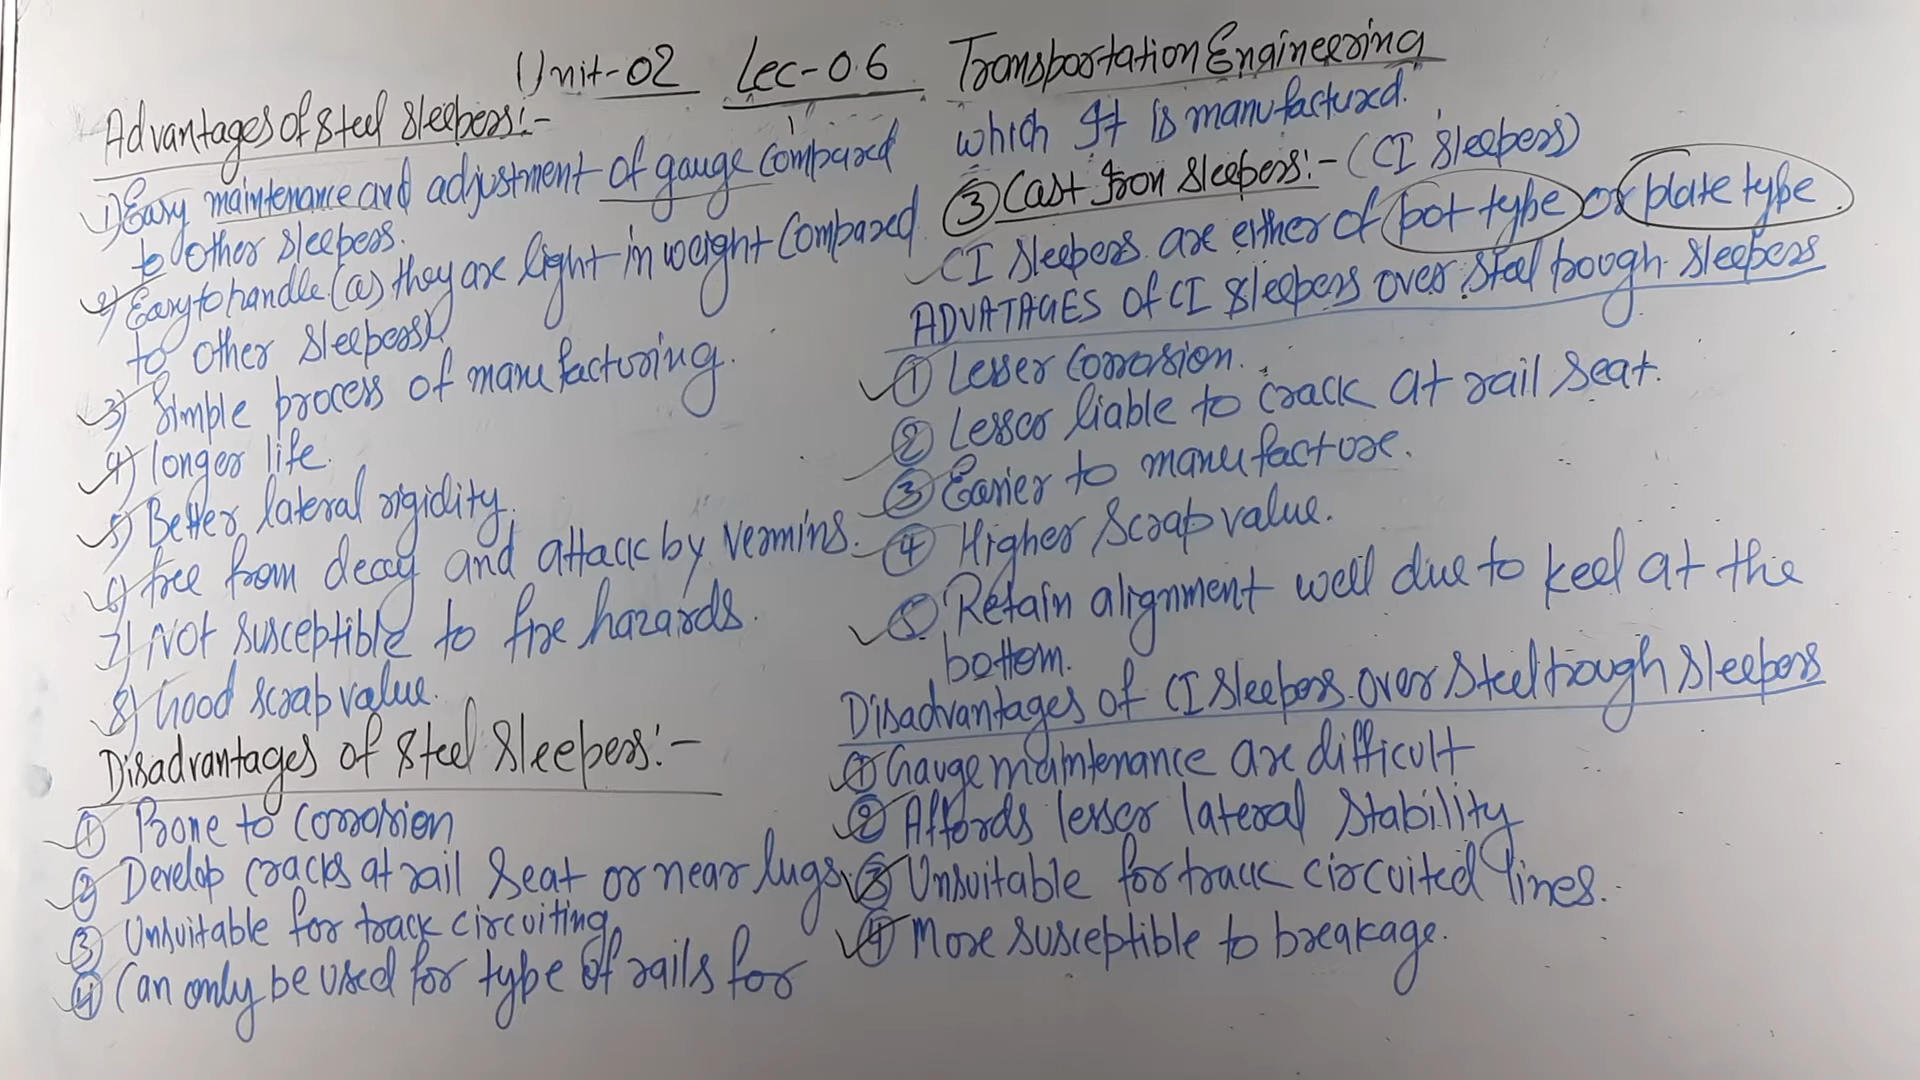 Unit-02 Lec-06 Transportation Engineering
Advantages of steel sleepers:-
1) Easy maintenance and adjustment of gauge compared
to other sleepers.
2) Easy to handle (as they are light in weight compared
to other sleepers)
3) Simple process of manufacturing.
4) longer life.
5) Better lateral rigidity.
6) free from decay and attack by vermins.
7) Not susceptible to fire hazards.
8) Good scrap value.
Disadvantages of steel sleepers:-
① Prone to corrosion
② Develop cracks at rail seat or near lugs
③ Unsuitable for track circuiting
④ Can only be used for type of rails for
which It is manufactured.
③ Cast Iron sleepers:- (CI sleepers)
CI sleepers are either of pot type or plate type.
ADVATAGES of CI sleepers over steel trough sleepers
① Lesser corrosion.
② Lesser liable to crack at rail seat.
③ Easier to manufacture.
④ Higher scrap value.
⑤ Retain alignment well due to keel at the
bottom.
Disadvantages of CI sleepers over steel trough sleepers
① Gauge maintenance are difficult
② Affords lesser lateral stability
③ Unsuitable for track circuited lines.
④ More susceptible to breakage.